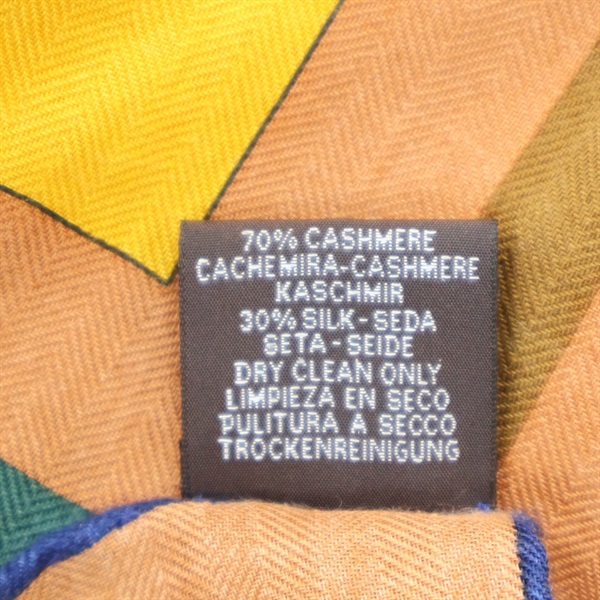 70% CASHMERE
CACHEMIRA-CASHMERE
KASCHMIR
30% SILK-SEDA
SETA-SEIDE
DRY CLEAN ONLY
LIMPIEZA EN SECO
PULITURA A SECCO
TROCKENREINIGUNG